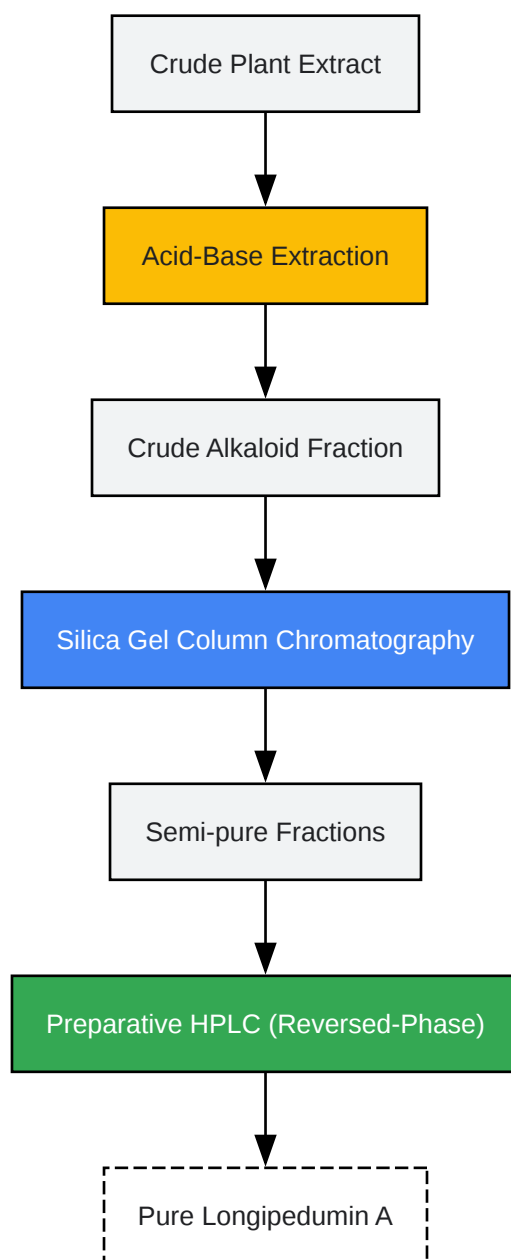 Crude Plant Extract
Acid-Base Extraction
Crude Alkaloid Fraction
Silica Gel Column Chromatography
Semi-pure Fractions
Preparative HPLC (Reversed-Phase)
Pure Longipedumin A